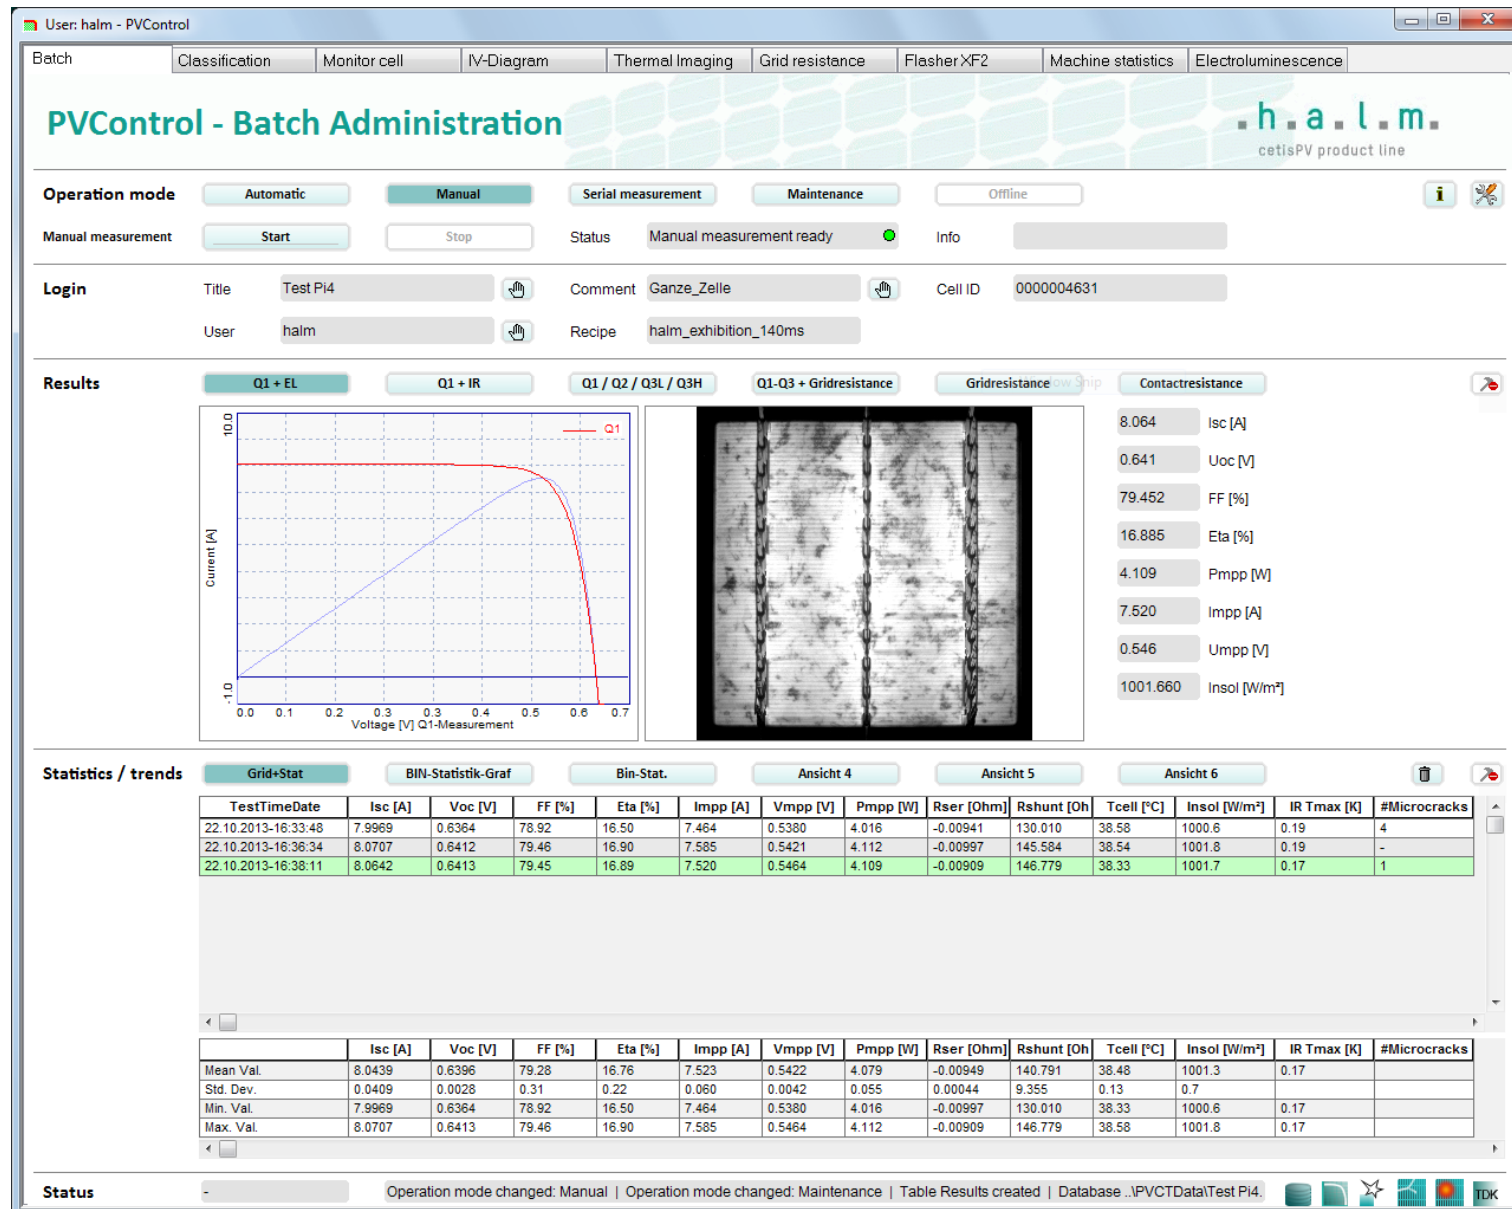 User: halm - PVControl
Batch Classification Monitor cell IV-Diagram Thermal Imaging Grid resistance Flasher XF2 Machine statistics Electroluminescence
PVControl - Batch Administration
.h.a.l.m.
cetisPV product line
Operation mode Automatic Manual Serial measurement Maintenance Offline i
Manual measurement Start Stop Status Manual measurement ready Info
Login Title Test Pi4 Comment Ganze_Zelle Cell ID 0000004631
User halm Recipe halm_exhibition_140ms
Results Q1 + EL Q1 + IR Q1 / Q2 / Q3L / Q3H Q1-Q3 + Gridresistance Gridresistance Contactresistance
10.0
Q1
Current [A]
-1.0
0.0 0.1 0.2 0.3 0.3 0.4 0.5 0.6 0.7
Voltage [V] Q1-Measurement
8.064 Isc [A]
0.641 Uoc [V]
79.452 FF [%]
16.885 Eta [%]
4.109 Pmpp [W]
7.520 Impp [A]
0.546 Umpp [V]
1001.660 Insol [W/m²]
Statistics / trends Grid+Stat BIN-Statistik-Graf Bin-Stat. Ansicht 4 Ansicht 5 Ansicht 6
TestTimeDate Isc [A] Voc [V] FF [%] Eta [%] Impp [A] Vmpp [V] Pmpp [W] Rser [Ohm] Rshunt [Oh Tcell [°C] Insol [W/m²] IR Tmax [K] #Microcracks
22.10.2013-16:33:48 7.9969 0.6364 78.92 16.50 7.464 0.5380 4.016 -0.00941 130.010 38.58 1000.6 0.19 4
22.10.2013-16:36:34 8.0707 0.6412 79.46 16.90 7.585 0.5421 4.112 -0.00997 145.584 38.54 1001.8 0.19 -
22.10.2013-16:38:11 8.0642 0.6413 79.45 16.89 7.520 0.5464 4.109 -0.00909 146.779 38.33 1001.7 0.17 1
Isc [A] Voc [V] FF [%] Eta [%] Impp [A] Vmpp [V] Pmpp [W] Rser [Ohm] Rshunt [Oh Tcell [°C] Insol [W/m²] IR Tmax [K] #Microcracks
Mean Val. 8.0439 0.6396 79.28 16.76 7.523 0.5422 4.079 -0.00949 140.791 38.48 1001.3 0.17
Std. Dev. 0.0409 0.0028 0.31 0.22 0.060 0.0042 0.055 0.00044 9.355 0.13 0.7
Min. Val. 7.9969 0.6364 78.92 16.50 7.464 0.5380 4.016 -0.00997 130.010 38.33 1000.6 0.17
Max. Val. 8.0707 0.6413 79.46 16.90 7.585 0.5464 4.112 -0.00909 146.779 38.58 1001.8 0.17
Status - Operation mode changed: Manual | Operation mode changed: Maintenance | Table Results created | Database ..\PVCTData\Test Pi4. TDK